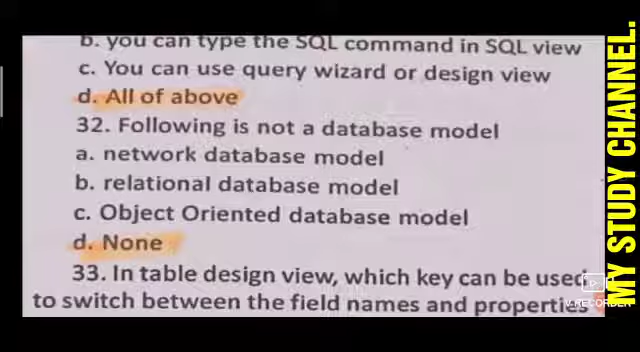 b. you can type the SQL command in SQL view
c. You can use query wizard or design view
d. All of above
32. Following is not a database model
a. network database model
b. relational database model
c. Object Oriented database model
d. None
33. In table design view, which key can be used
to switch between the field names and properties
MY STUDY CHANNEL.
V RECORDER